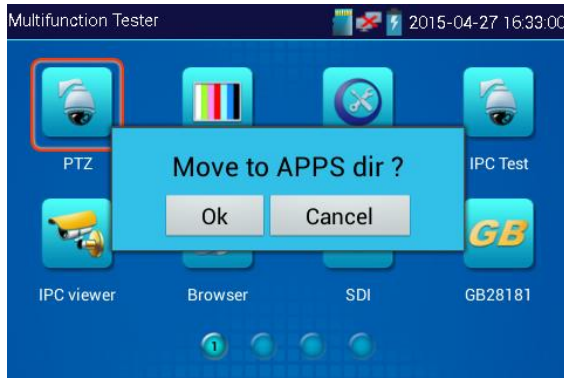 Multifunction Tester 2015-04-27 16:33:00
Move to APPS dir ?
Ok Cancel
PTZ IPC Test
GB
IPC viewer Browser SDI GB28181
1